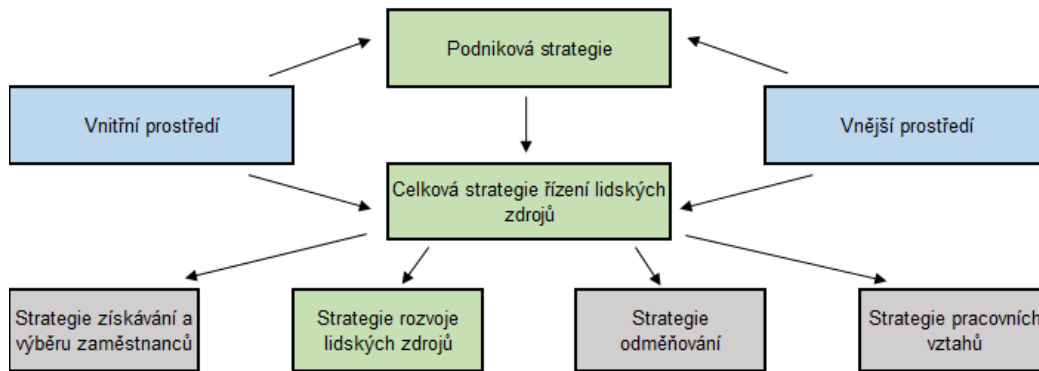 Podniková strategie
Vnitřní prostředí
Vnější prostředí
Celková strategie řízení lidských
zdrojů
Strategie získávání a
výběru zaměstnanců
Strategie rozvoje
lidských zdrojů
Strategie
odměňování
Strategie pracovních
vztahů